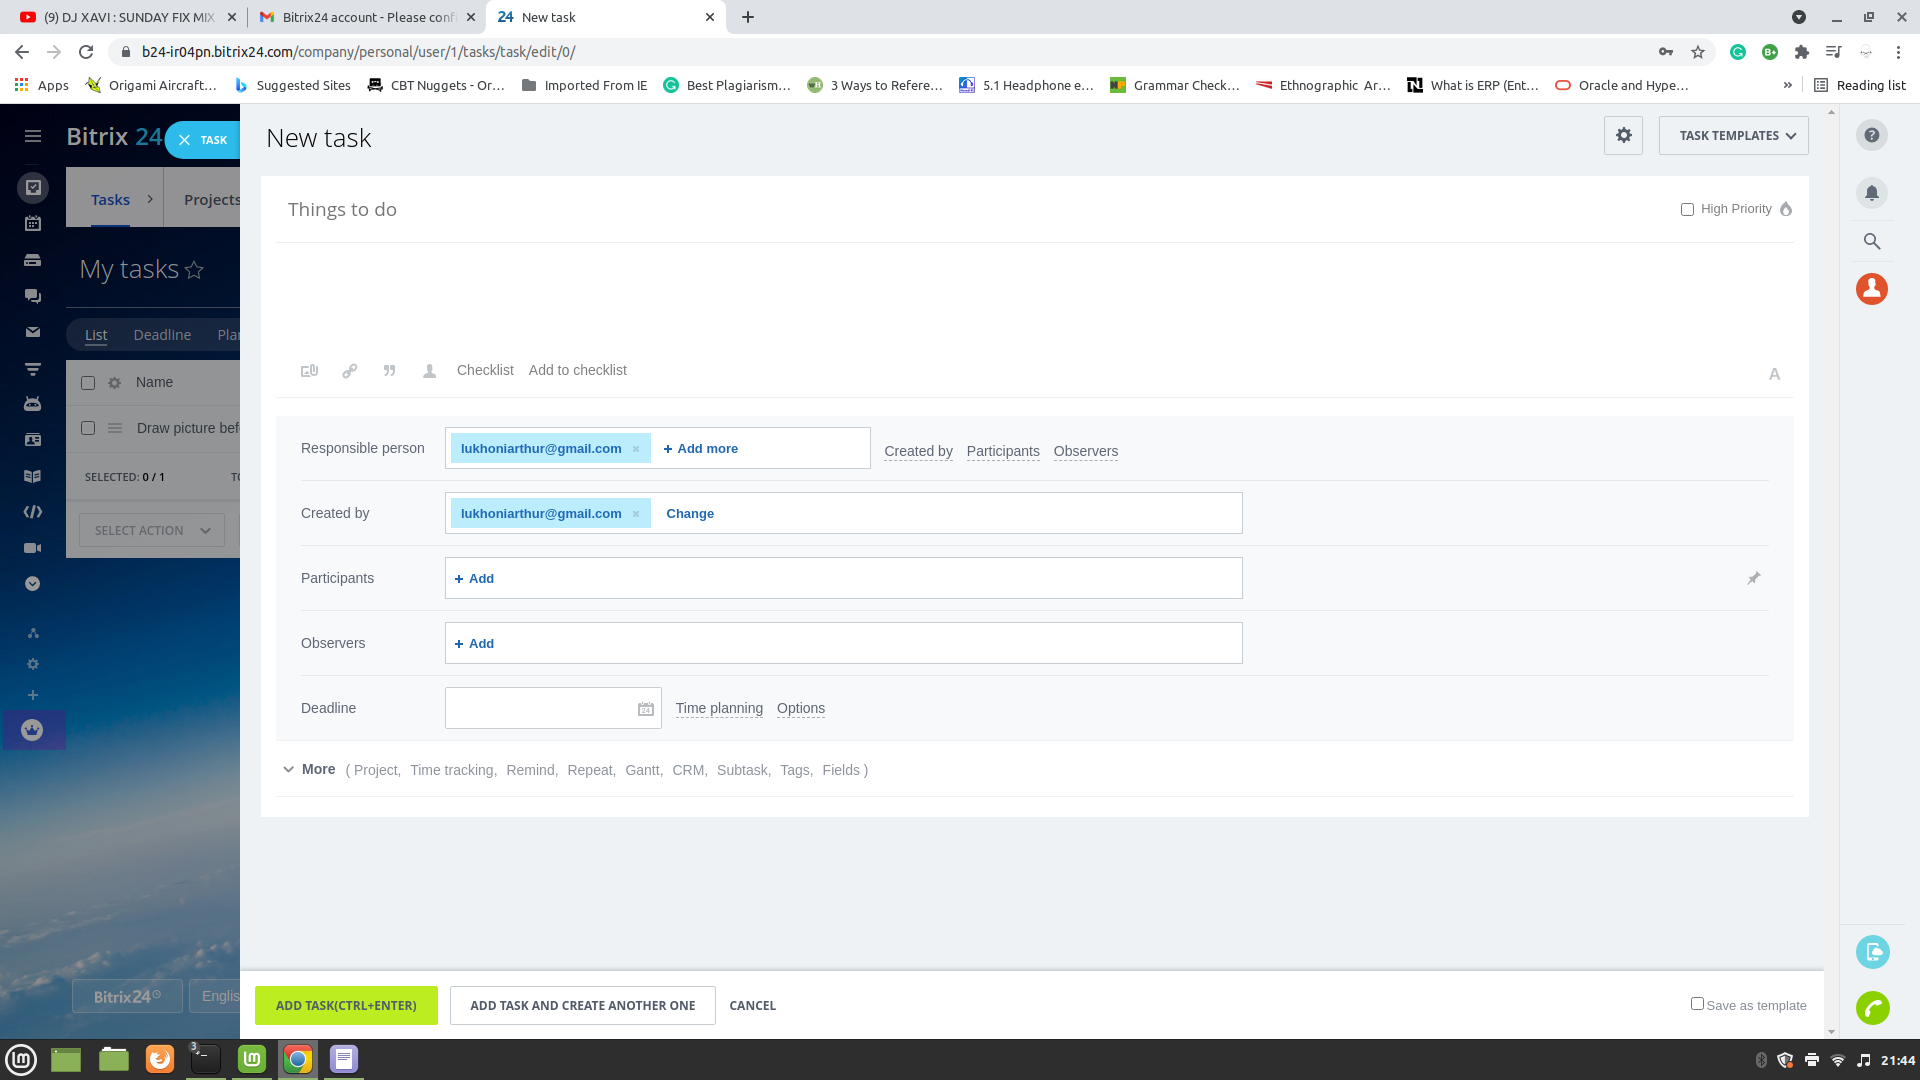 (9) DJ XAVI : SUNDAY FIX MIX
Bitrix24 account - Please confi
24 New task
b24-ir04pn.bitrix24.com/company/personal/user/1/tasks/task/edit/0/
Apps
Origami Aircraft...
Suggested Sites
CBT Nuggets - Or...
Imported From IE
Best Plagiarism...
3 Ways to Refere...
5.1 Headphone e...
Grammar Check...
Ethnographic Ar...
What is ERP (Ent...
Oracle and Hype...
»
Reading list
Bitrix 24
TASK
New task
TASK TEMPLATES
Tasks
Projects
Things to do
High Priority
My tasks
List
Deadline
Plan
Checklist
Add to checklist
A
Name
Draw picture bef
SELECTED: 0 / 1
TO
SELECT ACTION
Responsible person
lukhoniarthur@gmail.com
+ Add more
Created by
Participants
Observers
Created by
lukhoniarthur@gmail.com
Change
Participants
+ Add
Observers
+ Add
Deadline
24
Time planning
Options
More ( Project, Time tracking, Remind, Repeat, Gantt, CRM, Subtask, Tags, Fields )
Bitrix24
Englis
ADD TASK(CTRL+ENTER)
ADD TASK AND CREATE ANOTHER ONE
CANCEL
Save as template
3
21:44